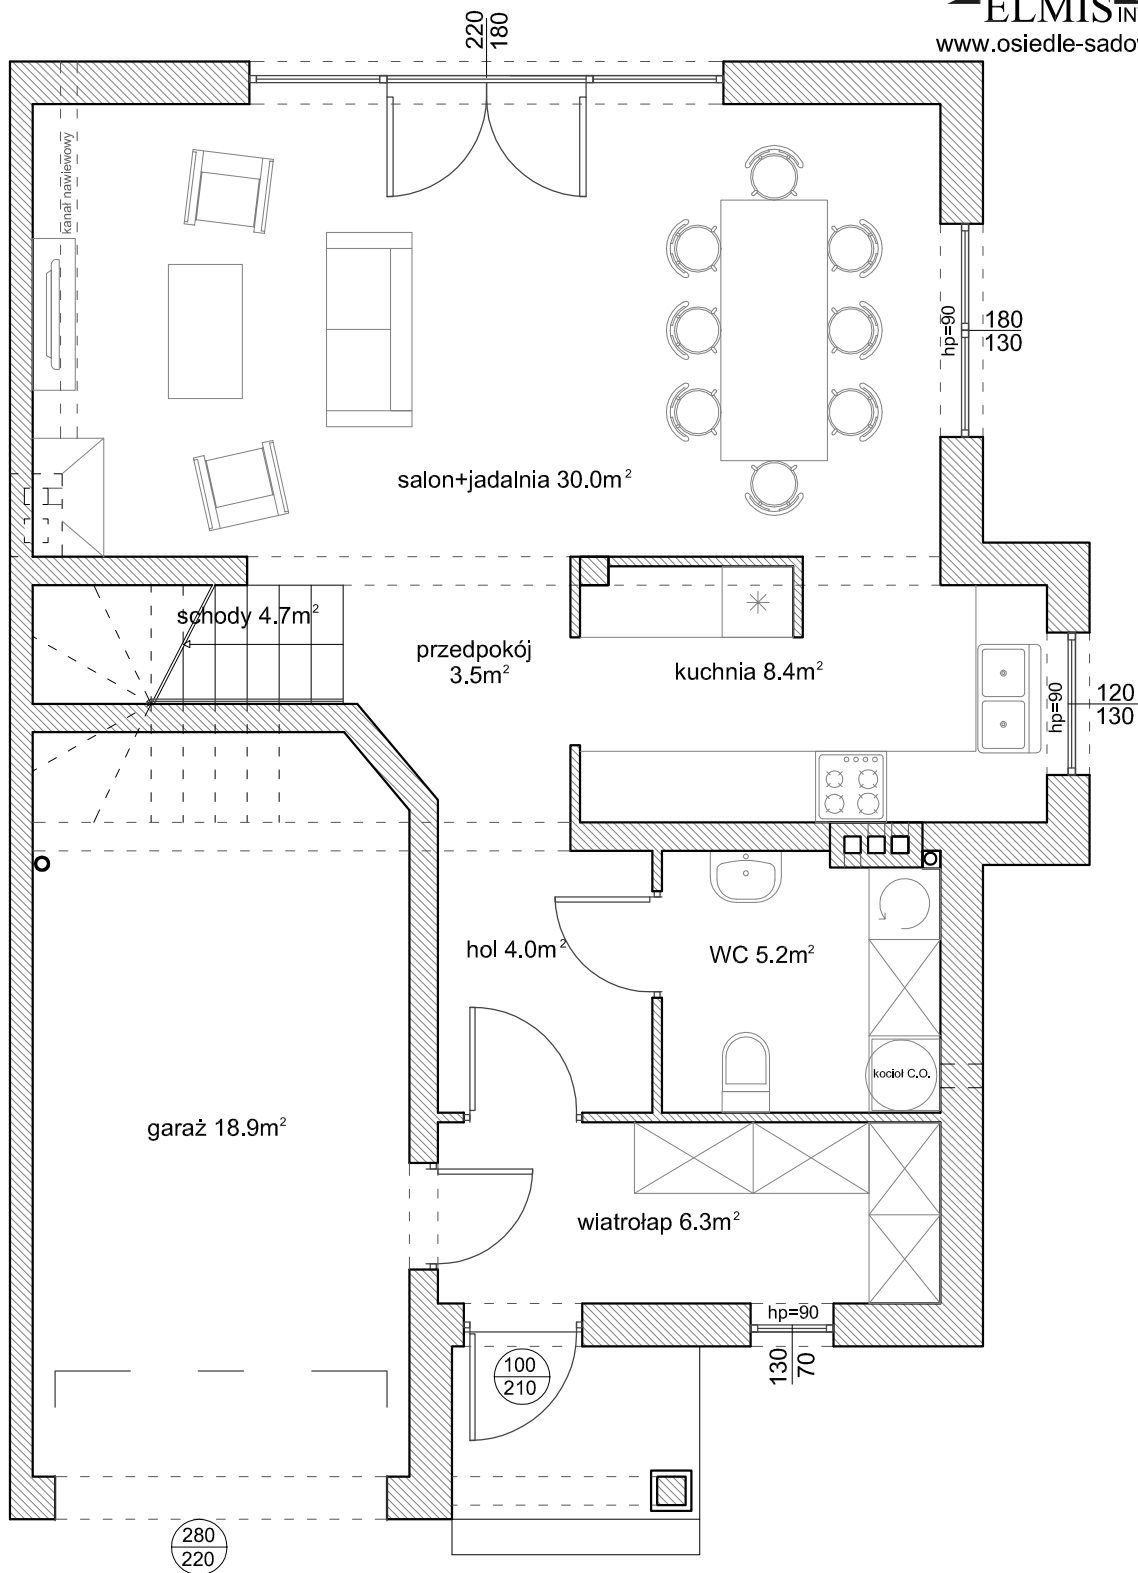 ELMIS
www.osiedle-sadow
220
180
kanał nawiewowy
hp=90
180
130
salon+jadalnia 30.0m²
schody 4.7m²
przedpokój
3.5m²
kuchnia 8.4m²
hp=90
120
130
hol 4.0m²
WC 5.2m²
kocioł C.O.
garaż 18.9m²
wiatrołap 6.3m²
hp=90
130
70
100
210
280
220